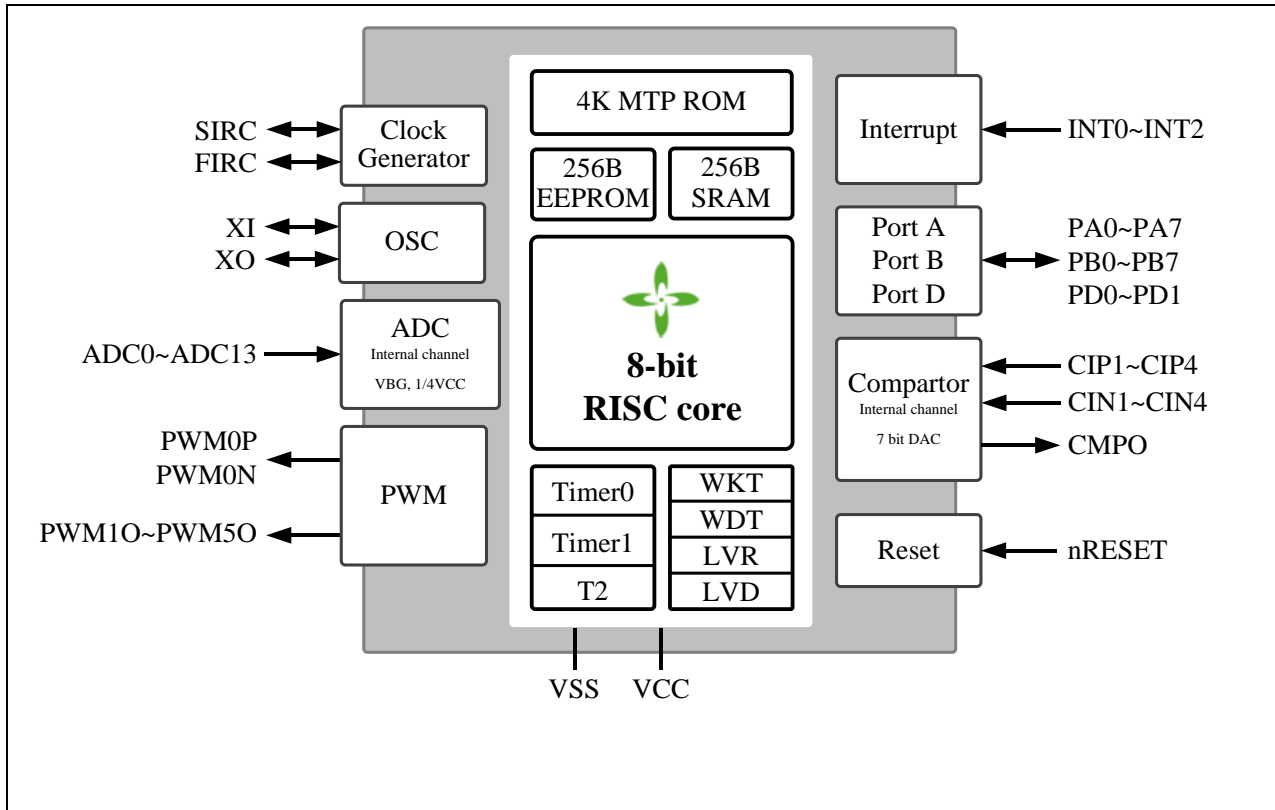 4K MTP ROM
256B
EEPROM
256B
SRAM
8-bit
RISC core
Timer0
Timer1
T2
WKT
WDT
LVR
LVD
SIRC
FIRC
Clock
Generator
XI
XO
OSC
ADC0~ADC13
ADC
Internal channel
VBG, 1/4VCC
PWM0P
PWM0N
PWM1O~PWM5O
PWM
Interrupt
INT0~INT2
Port A
Port B
Port D
PA0~PA7
PB0~PB7
PD0~PD1
Compartor
Internal channel
7 bit DAC
CIP1~CIP4
CIN1~CIN4
CMPO
Reset
nRESET
VSS
VCC